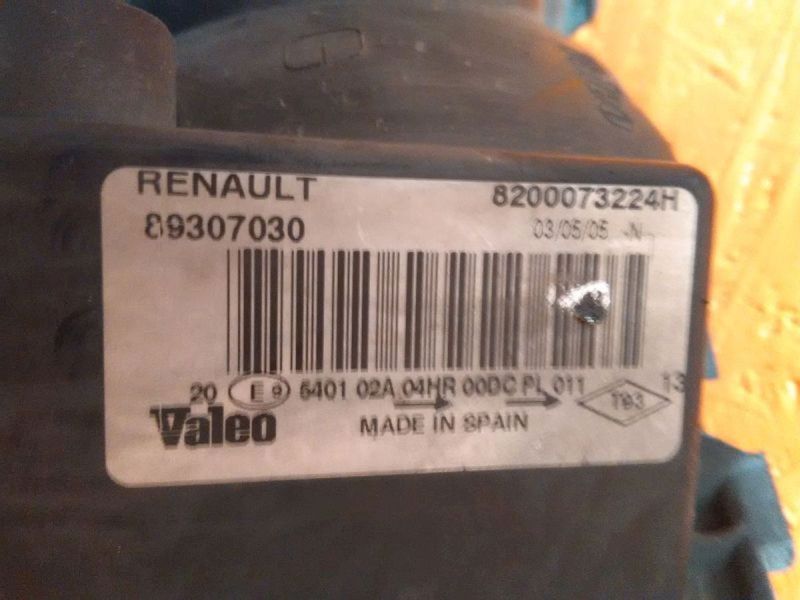 RENAULT 8200073224H
89307030 03/05/05 -N-
20 E9 5401 02A 04HR 00DC PL 011 T93 13
Valeo MADE IN SPAIN